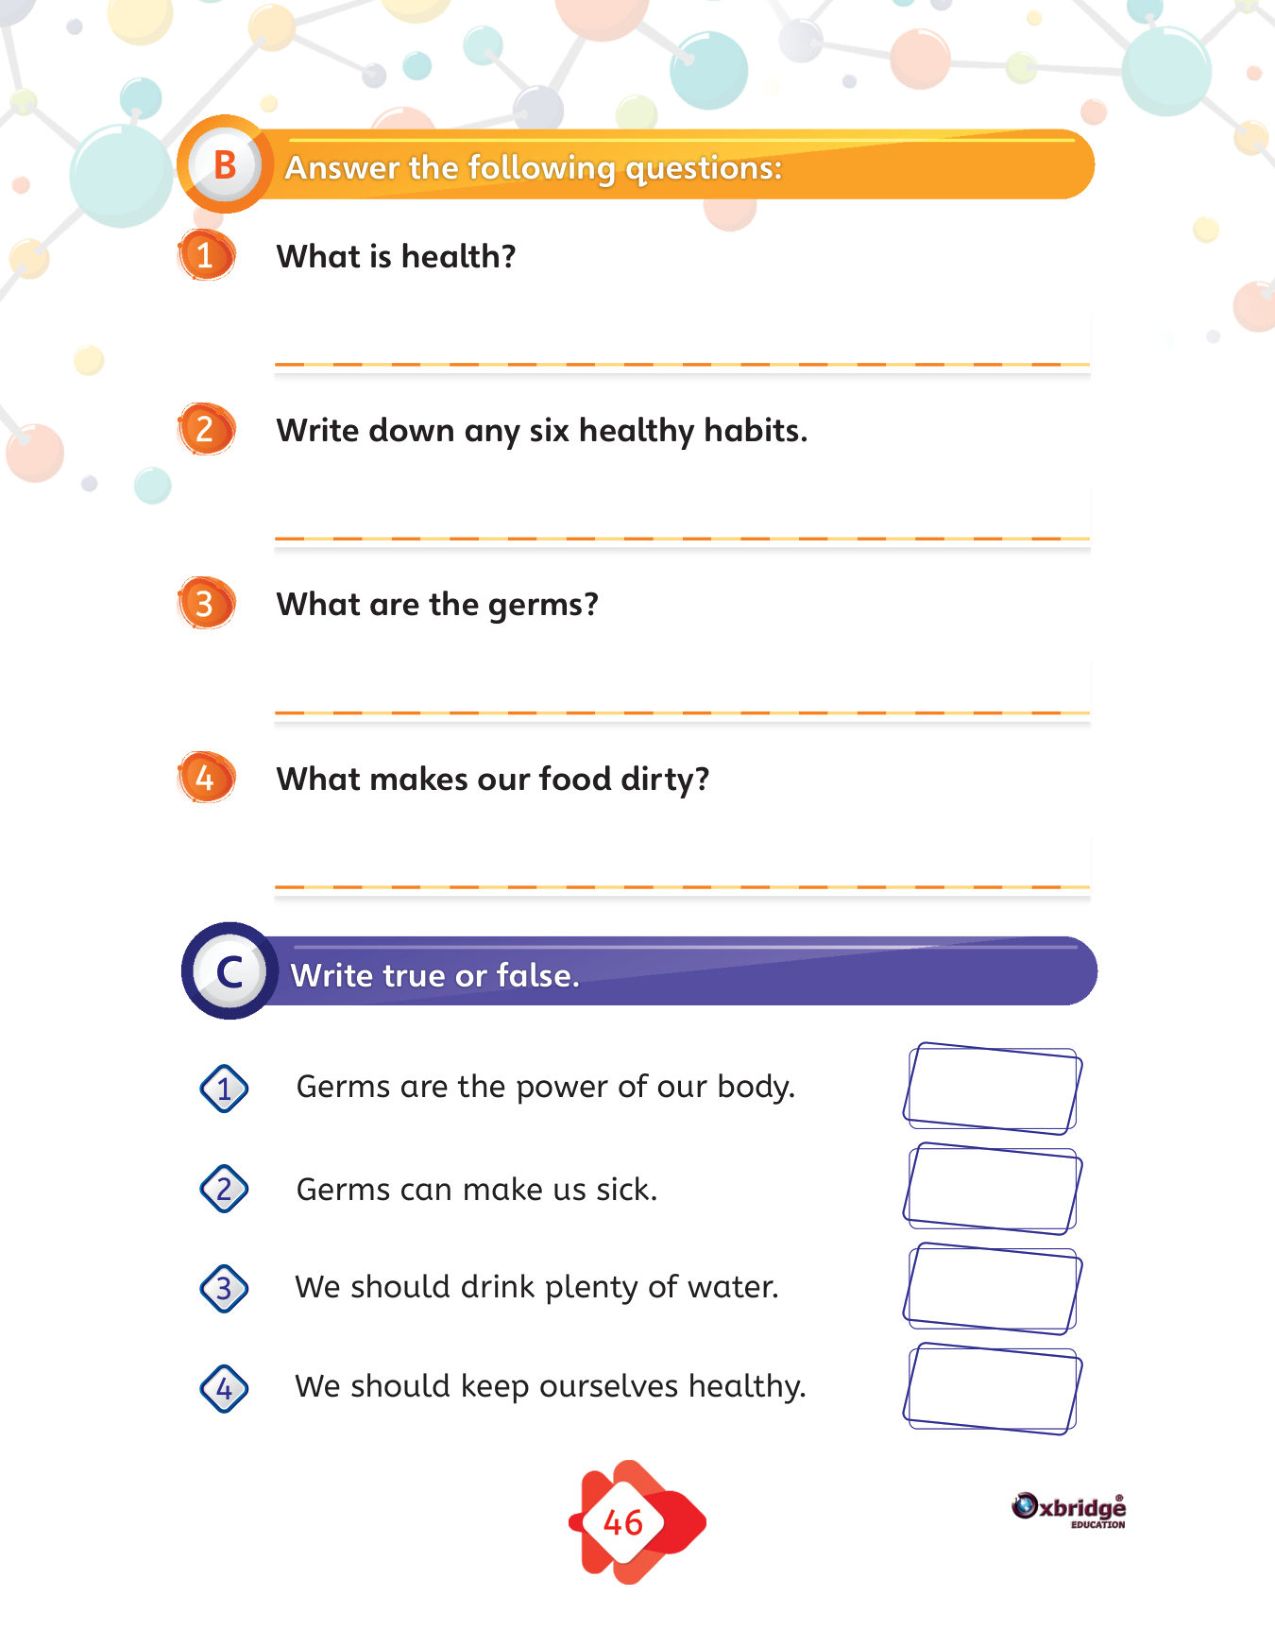 B Answer the following questions:
1 What is health?
2 Write down any six healthy habits.
3 What are the germs?
4 What makes our food dirty?
C Write true or false.
1 Germs are the power of our body.
2 Germs can make us sick.
3 We should drink plenty of water.
4 We should keep ourselves healthy.
46
Oxbridge®
EDUCATION